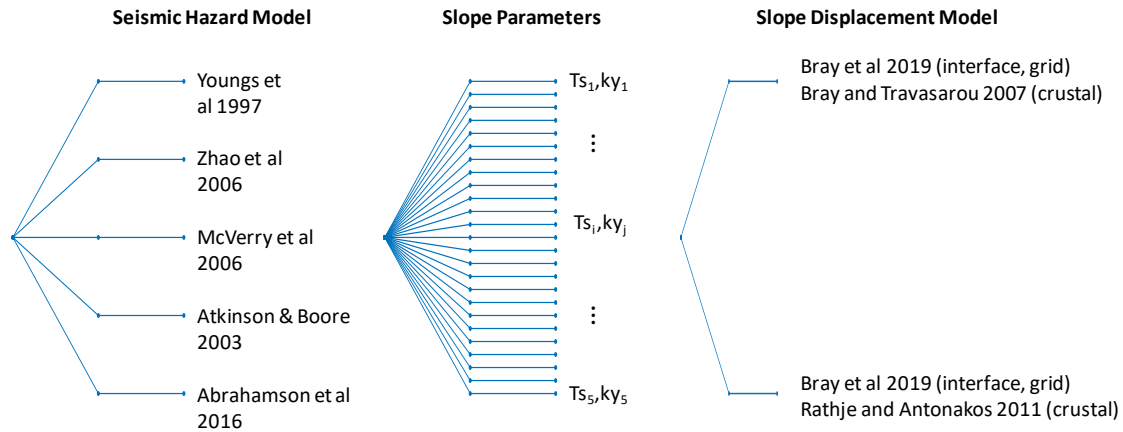 Seismic Hazard Model
Youngs et
al 1997
Zhao et al
2006
McVerry et al
2006
Atkinson & Boore
2003
Abrahamson et al
2016
Slope Parameters
Ts₁,ky₁
⋮
Tsᵢ,kyⱼ
⋮
Ts₅,ky₅
Slope Displacement Model
Bray et al 2019 (interface, grid)
Bray and Travasarou 2007 (crustal)
Bray et al 2019 (interface, grid)
Rathje and Antonakos 2011 (crustal)